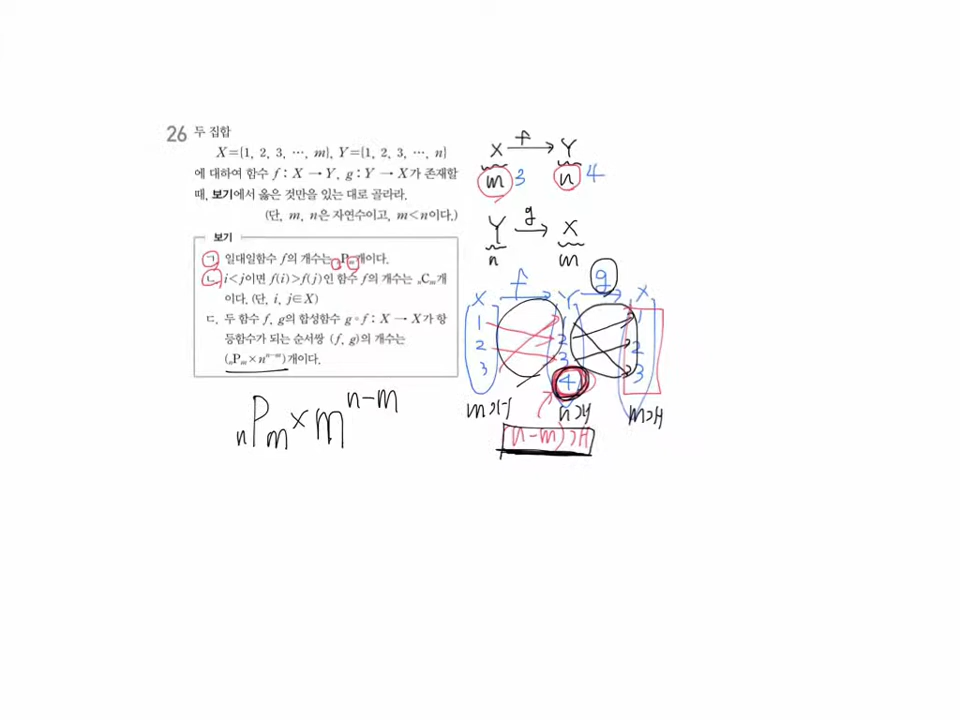 26 두 집합
X={1, 2, 3, ⋯, m}, Y={1, 2, 3, ⋯, n}
에 대하여 함수 f : X → Y, g : Y → X가 존재할
때, 보기에서 옳은 것만을 있는 대로 골라라.
(단, m, n은 자연수이고, m<n이다.)
보기
ㄱ. 일대일함수 f의 개수는 ₙPₘ개이다.
ㄴ. i<j이면 f(i)>f(j)인 함수 f의 개수는 ₙCₘ개
이다. (단, i, j∈X)
ㄷ. 두 함수 f, g의 합성함수 g∘f : X → X가 항
등함수가 되는 순서쌍 (f, g)의 개수는
(ₙPₘ×nⁿ⁻ᵐ)개이다.
ₙPₘ×mⁿ⁻ᵐ
X f→ Y
m 3 n 4
Y g→ X
n m
f g
X Y X
1 1 1
2 2 2
3 3 3
4
m개 n개 m개
(n-m)개